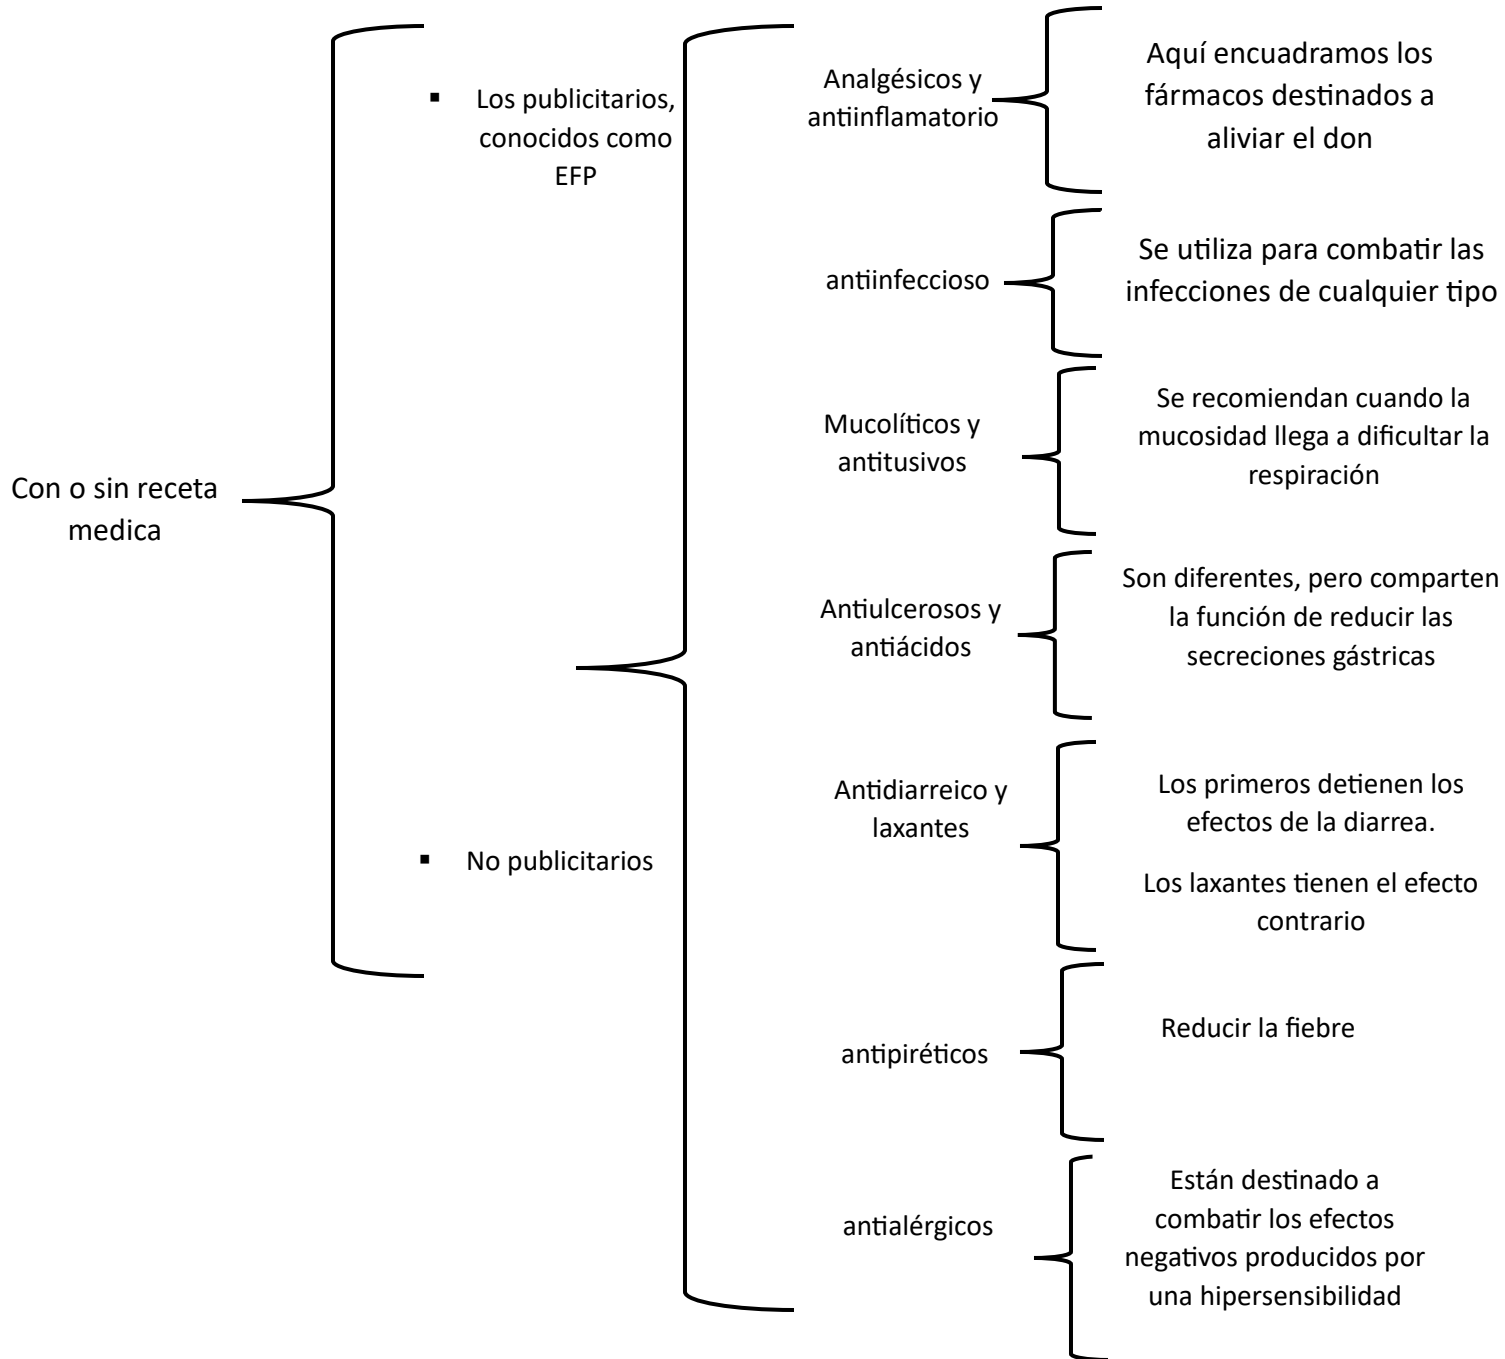 Con o sin receta
medica
▪ Los publicitarios,
conocidos como
EFP
▪ No publicitarios
Analgésicos y
antiinflamatorio
Aquí encuadramos los
fármacos destinados a
aliviar el don
antiinfeccioso
Se utiliza para combatir las
infecciones de cualquier tipo
Mucolíticos y
antitusivos
Se recomiendan cuando la
mucosidad llega a dificultar la
respiración
Antiulcerosos y
antiácidos
Son diferentes, pero comparten
la función de reducir las
secreciones gástricas
Antidiarreico y
laxantes
Los primeros detienen los
efectos de la diarrea.
Los laxantes tienen el efecto
contrario
antipiréticos
Reducir la fiebre
antialérgicos
Están destinado a
combatir los efectos
negativos producidos por
una hipersensibilidad